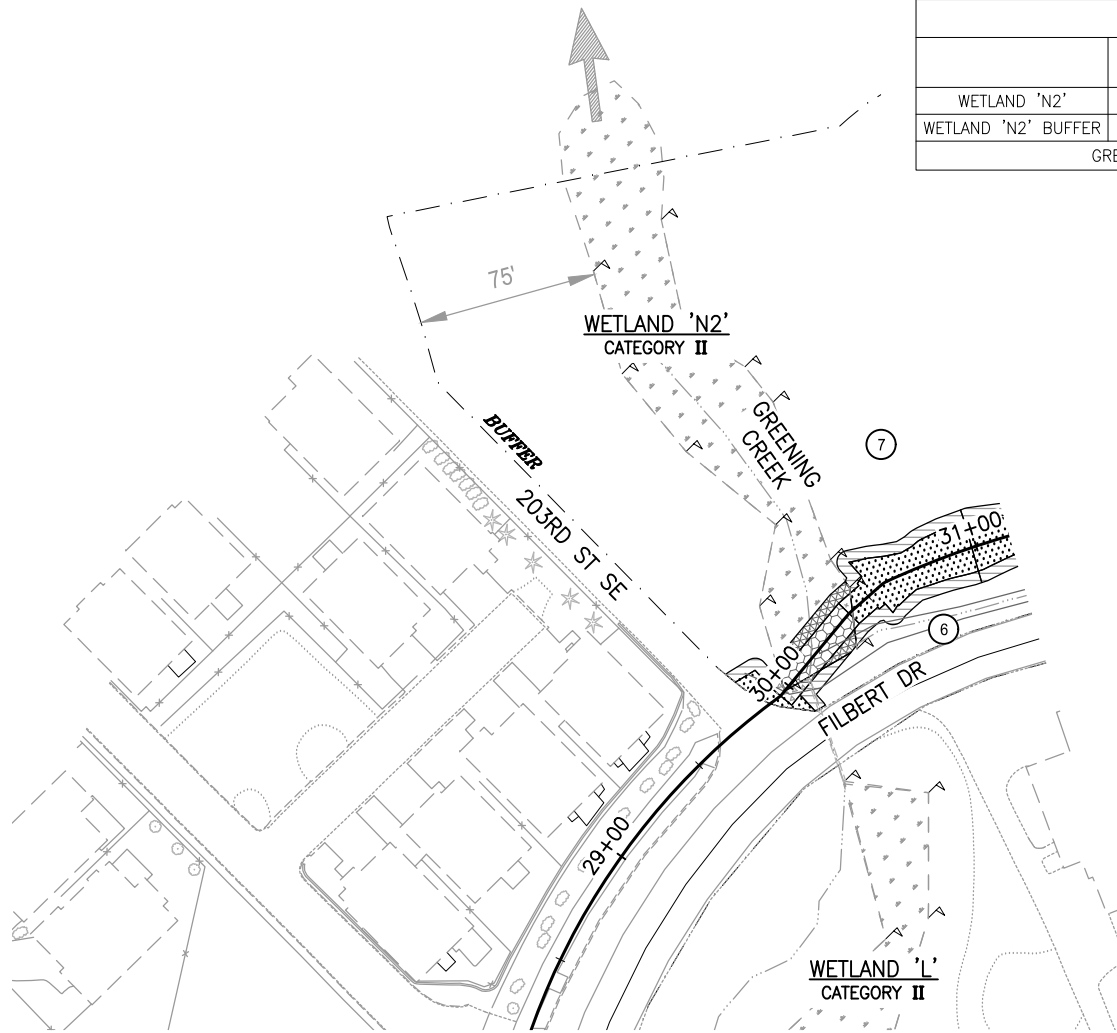 WETLAND 'N2'
WETLAND 'N2' BUFFER
75'
WETLAND 'N2'
CATEGORY II
BUFFER
GREENING
CREEK
7
203RD ST SE
31+00
6
30+00
FILBERT DR
29+00
WETLAND 'L'
CATEGORY II